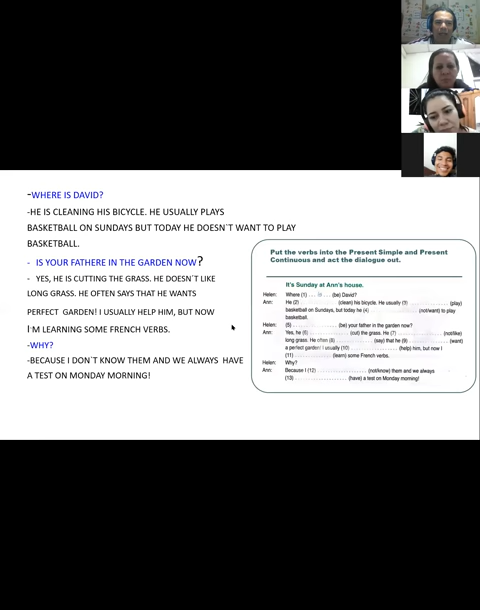 -WHERE IS DAVID?
-HE IS CLEANING HIS BICYCLE. HE USUALLY PLAYS
BASKETBALL ON SUNDAYS BUT TODAY HE DOESN`T WANT TO PLAY
BASKETBALL.
- IS YOUR FATHERE IN THE GARDEN NOW?
- YES, HE IS CUTTING THE GRASS. HE DOESN`T LIKE
LONG GRASS. HE OFTEN SAYS THAT HE WANTS
PERFECT GARDEN! I USUALLY HELP HIM, BUT NOW
I`M LEARNING SOME FRENCH VERBS.
-WHY?
-BECAUSE I DON`T KNOW THEM AND WE ALWAYS HAVE
A TEST ON MONDAY MORNING!
Put the verbs into the Present Simple and Present
Continuous and act the dialogue out.
It's Sunday at Ann's house.
Helen: Where (1) .... is .. (be) David?
Ann: He (2) .................... (clean) his bicycle. He usually (3) .................... (play)
basketball on Sundays, but today he (4) .................... (not/want) to play
basketball.
Helen: (5) .................... (be) your father in the garden now?
Ann: Yes, he (6) .................... (cut) the grass. He (7) .................... (not/like)
long grass. He often (8) .................... (say) that he (9) .................... (want)
a perfect garden! I usually (10) .................... (help) him, but now I
(11) .................... (learn) some French verbs.
Helen: Why?
Ann: Because I (12) .................... (not/know) them and we always
(13) .................... (have) a test on Monday morning!